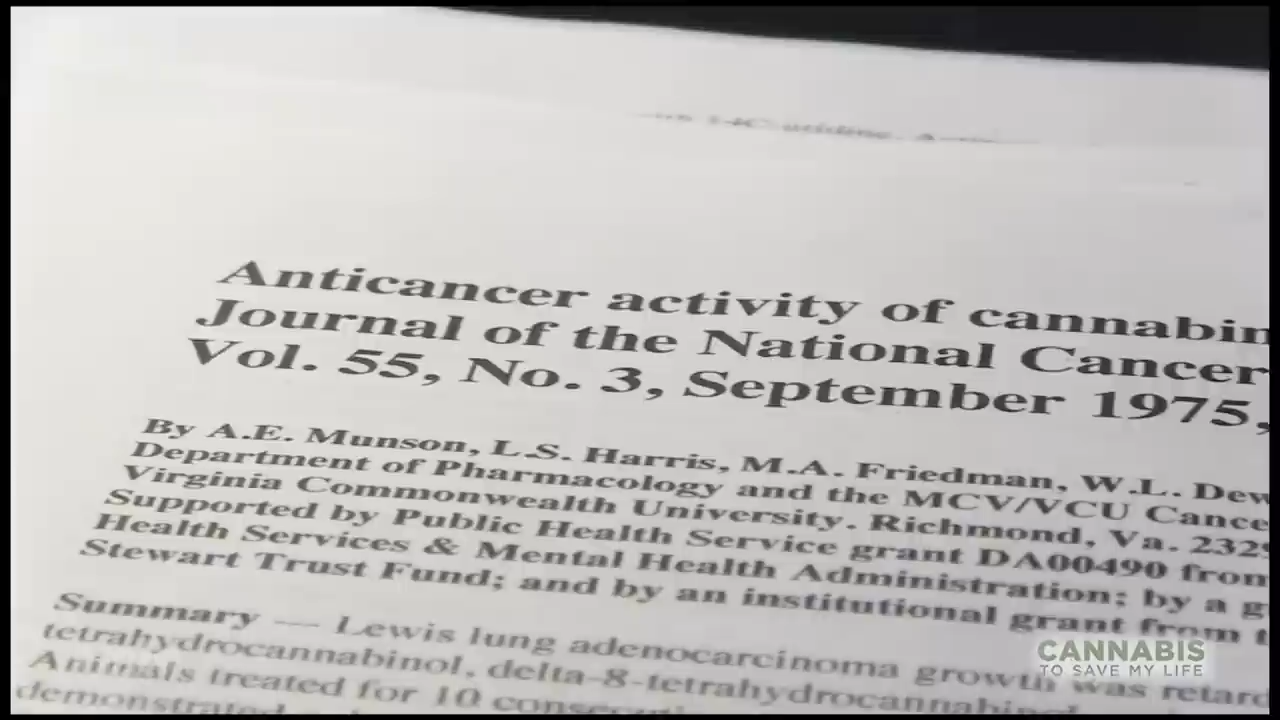 Anticancer activity of cannabin
Journal of the National Cancer
Vol. 55, No. 3, September 1975,
By A.E. Munson, L.S. Harris, M.A. Friedman, W.L. Dew
Department of Pharmacology and the MCV/VCU Cance
Virginia Commonwealth University. Richmond, Va. 2329
Supported by Public Health Service grant DA00490 from
Health Services & Mental Health Administration; by a g
Stewart Trust Fund; and by an institutional grant from t
Summary — Lewis lung adenocarcinoma growth was retard
tetrahydrocannabinol, delta-8-tetrahydrocannabinol
Animals treated for 10 consecuti
demonstrated
CANNABIS
TO SAVE MY LIFE